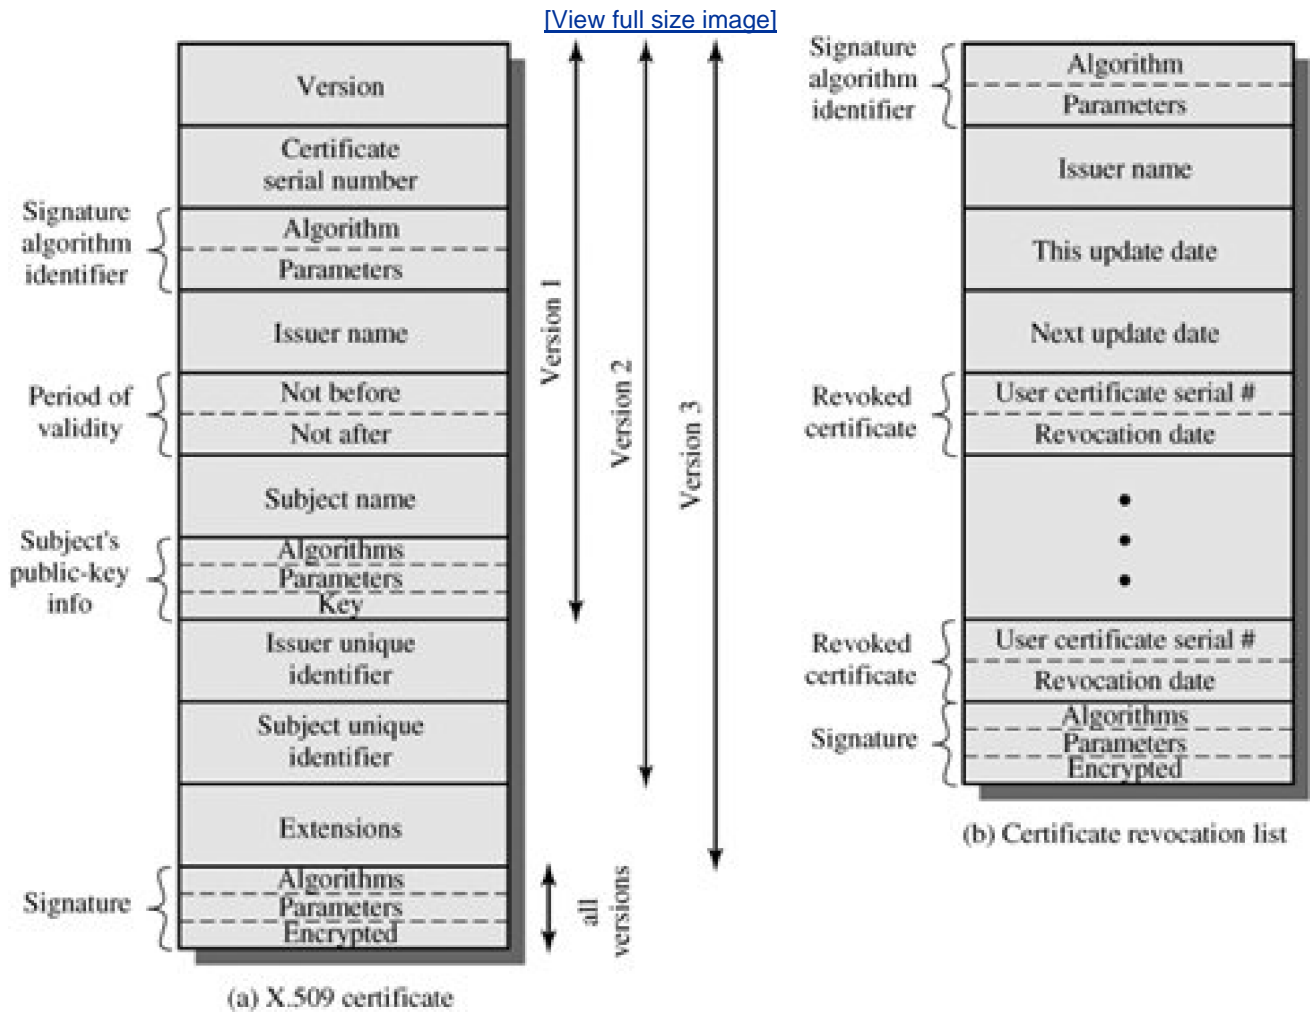 [View full size image]
Version
Certificate
serial number
Signature
algorithm
identifier
Algorithm
Parameters
Issuer name
Period of
validity
Not before
Not after
Subject name
Subject's
public-key
info
Algorithms
Parameters
Key
Issuer unique
identifier
Subject unique
identifier
Extensions
Signature
Algorithms
Parameters
Encrypted
Version 1
Version 2
Version 3
all
versions
(a) X.509 certificate
Signature
algorithm
identifier
Algorithm
Parameters
Issuer name
This update date
Next update date
Revoked
certificate
User certificate serial #
Revocation date
Revoked
certificate
User certificate serial #
Revocation date
Signature
Algorithms
Parameters
Encrypted
(b) Certificate revocation list